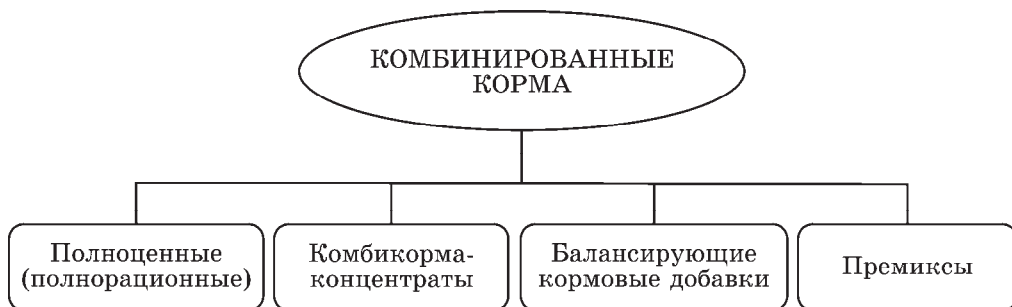 КОМБИНИРОВАННЫЕ
КОРМА
Полноценные
(полнорационные)
Комбикорма-
концентраты
Балансирующие
кормовые добавки
Премиксы